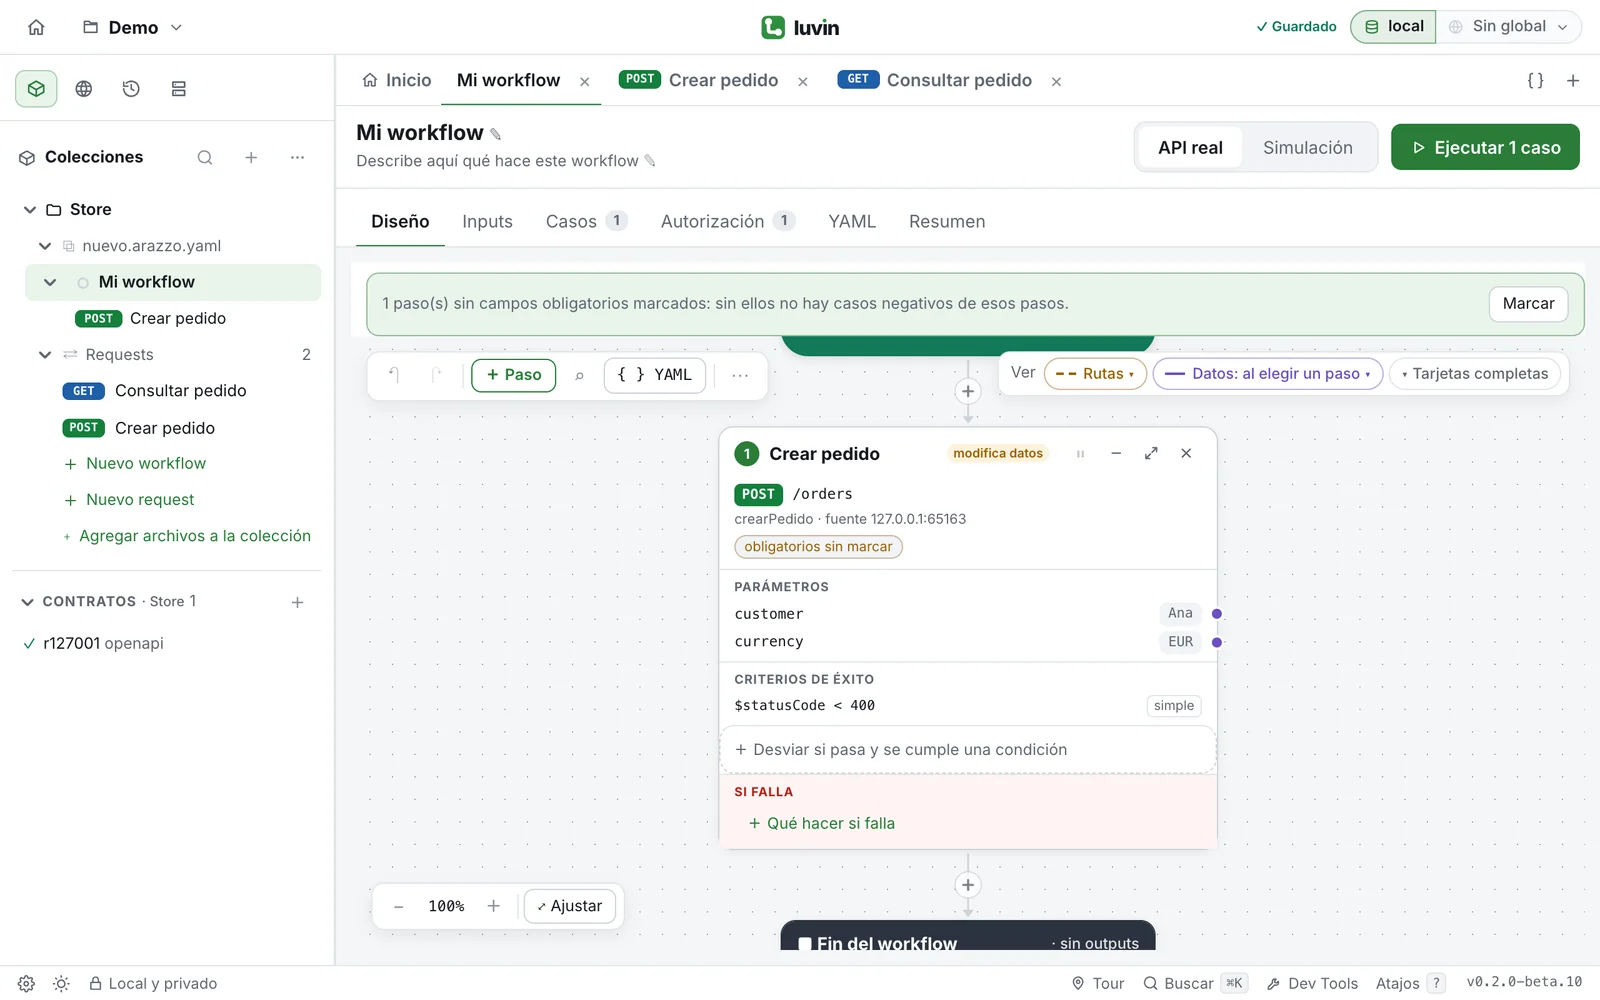 Demo
luvin
Guardado
local
Sin global
Inicio
Mi workflow
POST Crear pedido
GET Consultar pedido
{ }
Colecciones
Store
nuevo.arazzo.yaml
Mi workflow
POST Crear pedido
Requests 2
GET Consultar pedido
POST Crear pedido
+ Nuevo workflow
+ Nuevo request
+ Agregar archivos a la colección
CONTRATOS · Store 1
r127001 openapi
Mi workflow
Describe aquí qué hace este workflow
API real
Simulación
Ejecutar 1 caso
Diseño
Inputs
Casos 1
Autorización 1
YAML
Resumen
1 paso(s) sin campos obligatorios marcados: sin ellos no hay casos negativos de esos pasos.
Marcar
+ Paso
{ } YAML
Ver
Rutas
Datos: al elegir un paso
Tarjetas completas
1 Crear pedido
modifica datos
POST /orders
crearPedido · fuente 127.0.0.1:65163
obligatorios sin marcar
PARÁMETROS
customer Ana
currency EUR
CRITERIOS DE ÉXITO
$statusCode < 400 simple
+ Desviar si pasa y se cumple una condición
SI FALLA
+ Qué hacer si falla
− 100% +
Ajustar
Fin del workflow · sin outputs
Local y privado
Tour
Buscar ⌘K
Dev Tools
Atajos ?
v0.2.0-beta.10